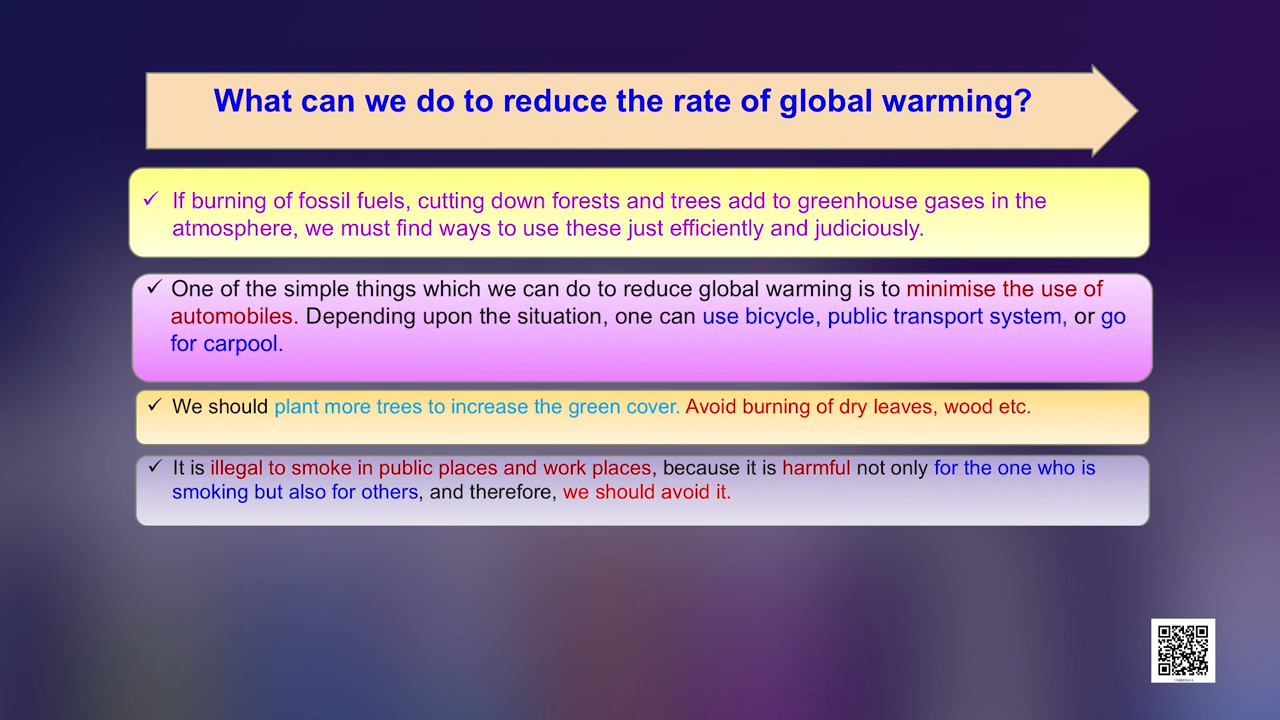 What can we do to reduce the rate of global warming?
✓ If burning of fossil fuels, cutting down forests and trees add to greenhouse gases in the
atmosphere, we must find ways to use these just efficiently and judiciously.
✓ One of the simple things which we can do to reduce global warming is to minimise the use of
automobiles. Depending upon the situation, one can use bicycle, public transport system, or go
for carpool.
✓ We should plant more trees to increase the green cover. Avoid burning of dry leaves, wood etc.
✓ It is illegal to smoke in public places and work places, because it is harmful not only for the one who is
smoking but also for others, and therefore, we should avoid it.